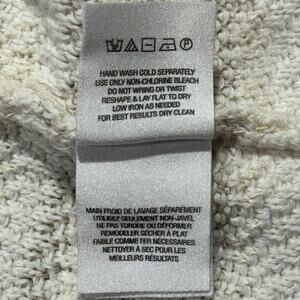 HAND WASH COLD SEPARATELY
USE ONLY NON-CHLORINE BLEACH
DO NOT WRING OR TWIST
RESHAPE & LAY FLAT TO DRY
LOW IRON AS NEEDED
FOR BEST RESULTS DRY CLEAN
MAIN FROID DE LAVAGE SÉPARÉMENT
UTILISEZ SEULEMENT NON-JAVEL
NE PAS TORDRE OU DÉFORMER
REMODELER SÉCHER À PLAT
FAIBLE COMME FER NÉCESSAIRES
NETTOYER À SEC POUR LES
MEILLEURS RÉSULTATS